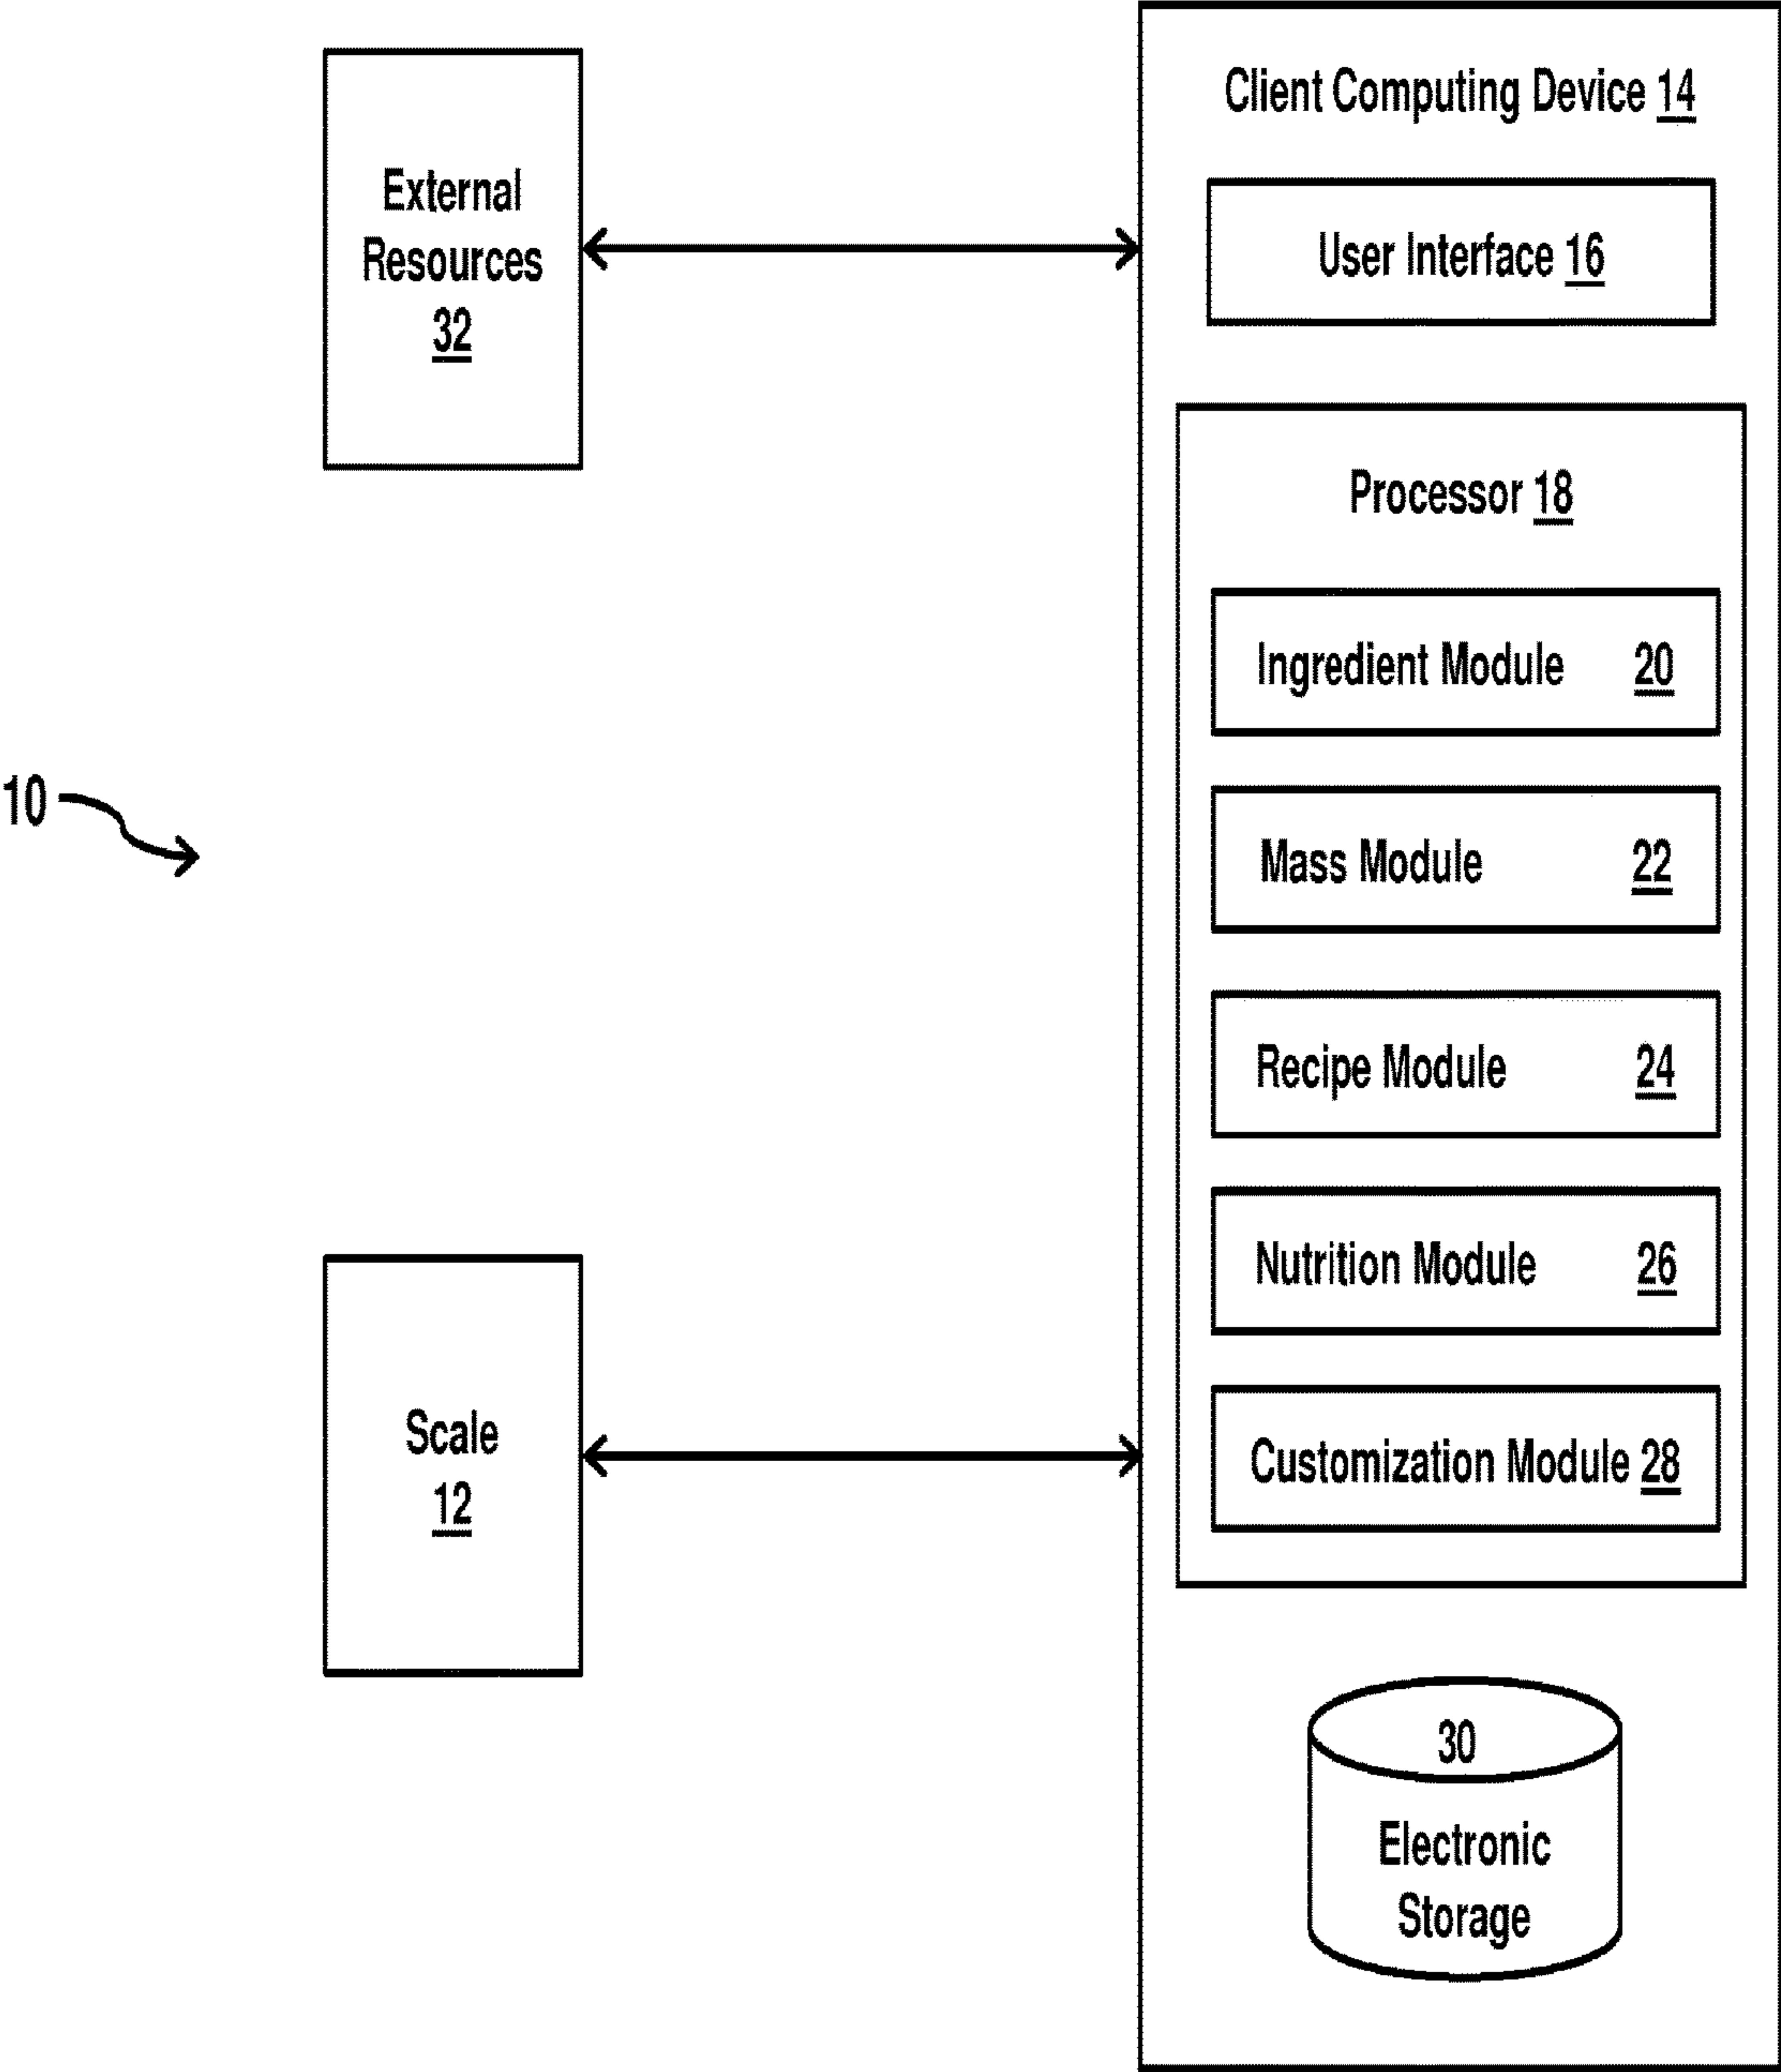 External
Resources
32
10
Scale
12
Client Computing Device 14
User Interface 16
Processor 18
Ingredient Module 20
Mass Module 22
Recipe Module 24
Nutrition Module 26
Customization Module 28
30
Electronic
Storage